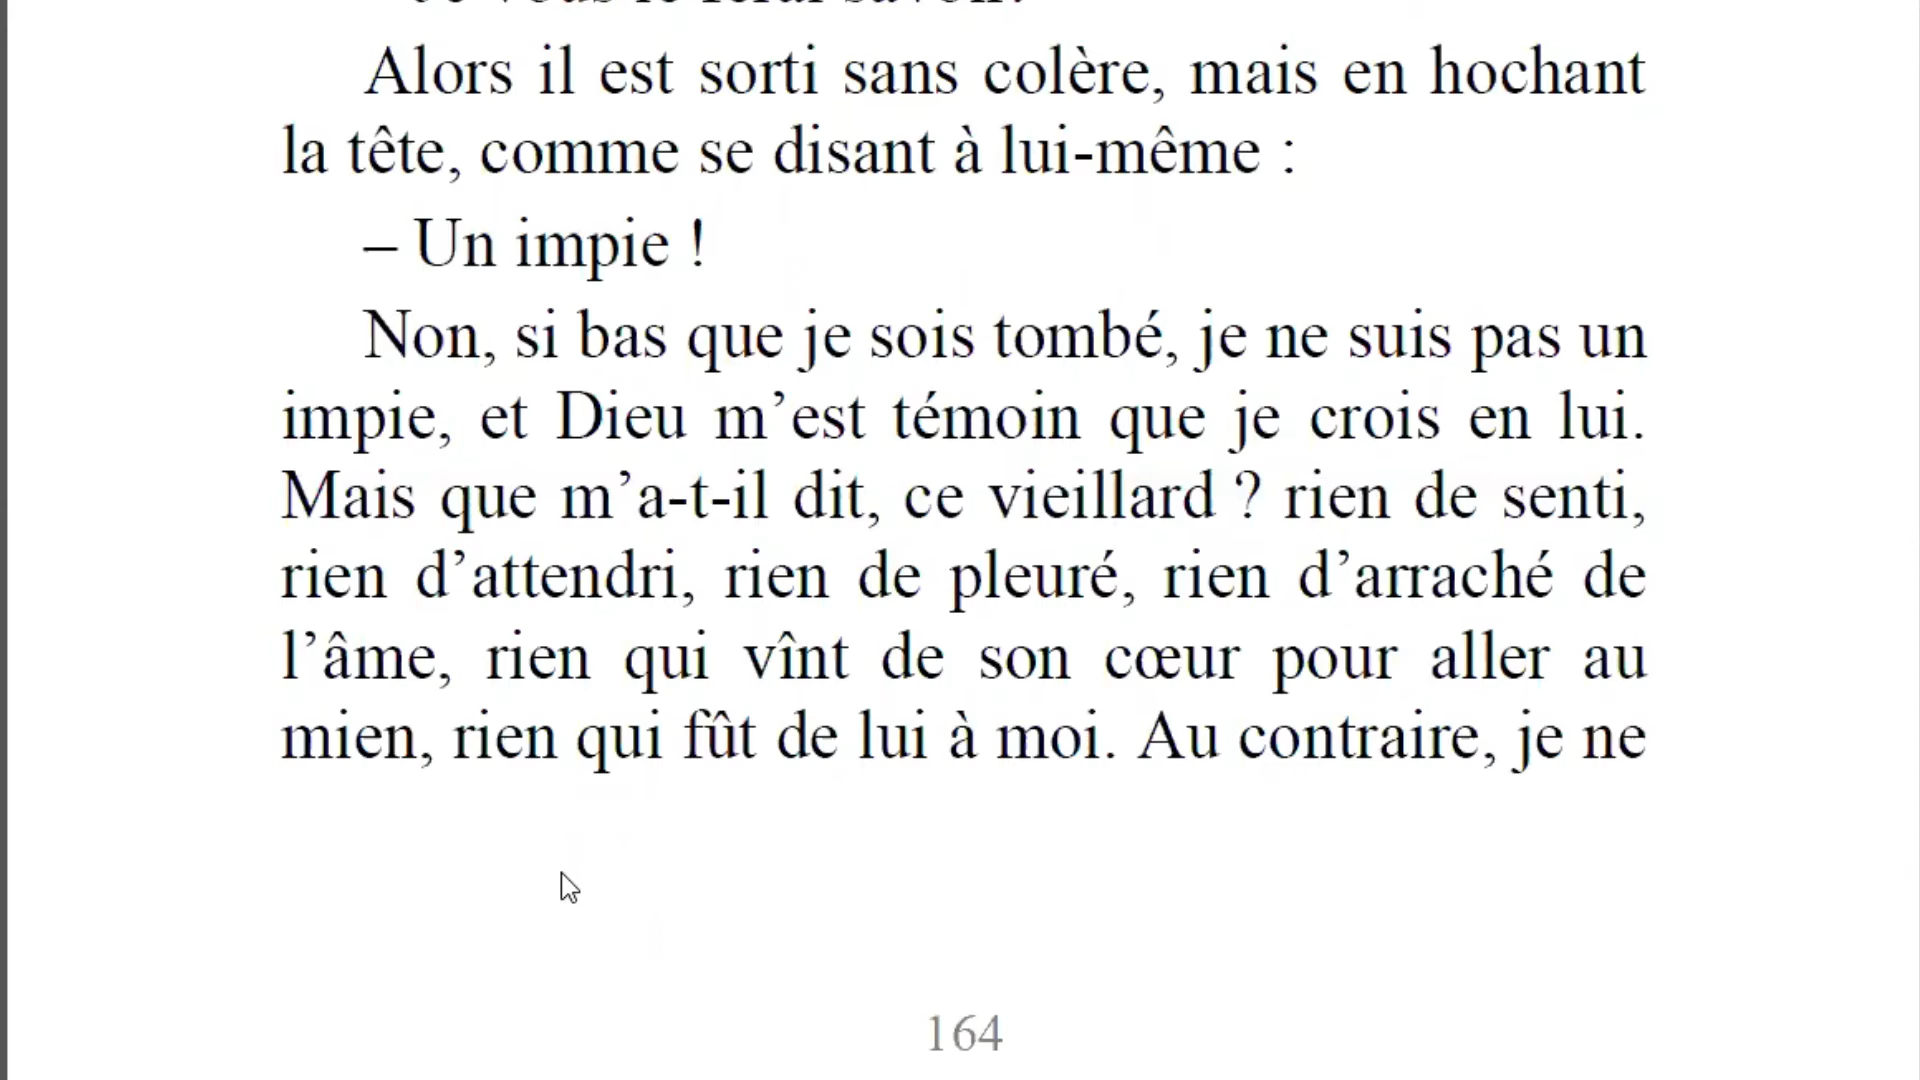 Alors il est sorti sans colère, mais en hochant
la tête, comme se disant à lui-même :
– Un impie !
Non, si bas que je sois tombé, je ne suis pas un
impie, et Dieu m’est témoin que je crois en lui.
Mais que m’a-t-il dit, ce vieillard ? rien de senti,
rien d’attendri, rien de pleuré, rien d’arraché de
l’âme, rien qui vînt de son cœur pour aller au
mien, rien qui fût de lui à moi. Au contraire, je ne
164